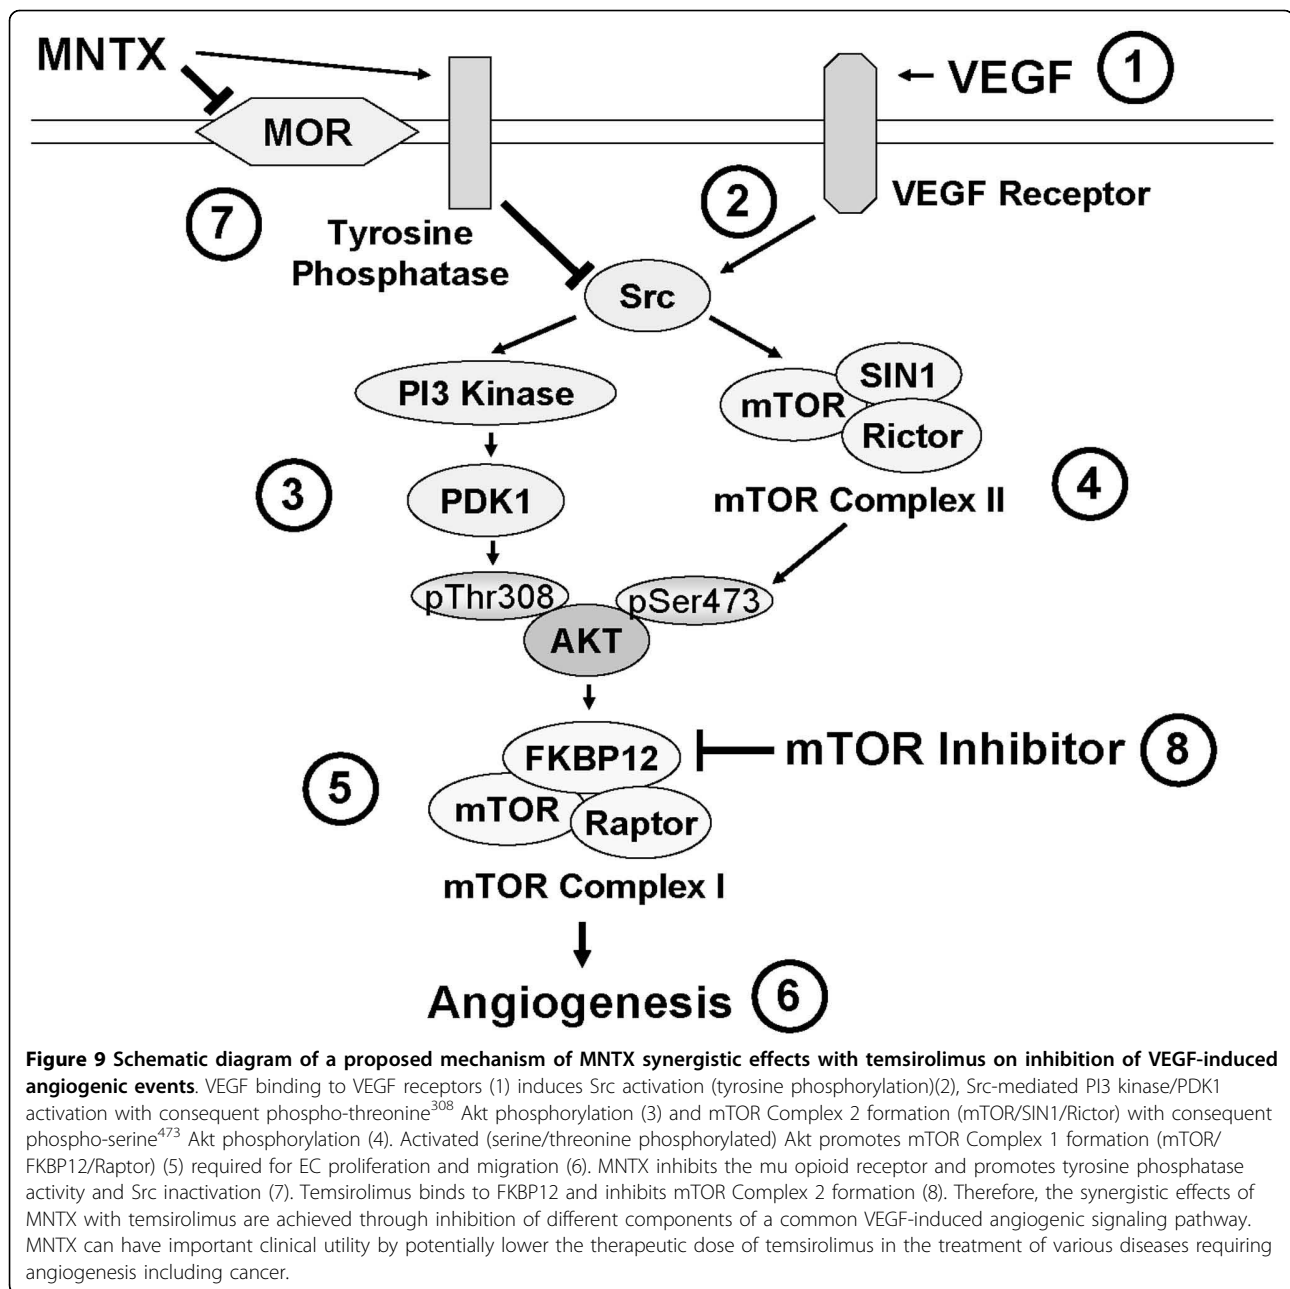 MNTX
VEGF
1
MOR
VEGF Receptor
2
7
Tyrosine
Phosphatase
Src
SIN1
PI3 Kinase
mTOR
Rictor
3
PDK1
mTOR Complex II
4
pThr308
pSer473
AKT
FKBP12
mTOR Inhibitor
8
5
mTOR
Raptor
mTOR Complex I
Angiogenesis
6
Figure 9 Schematic diagram of a proposed mechanism of MNTX synergistic effects with temsirolimus on inhibition of VEGF-induced
angiogenic events. VEGF binding to VEGF receptors (1) induces Src activation (tyrosine phosphorylation)(2), Src-mediated PI3 kinase/PDK1
activation with consequent phospho-threonine³⁰⁸ Akt phosphorylation (3) and mTOR Complex 2 formation (mTOR/SIN1/Rictor) with consequent
phospho-serine⁴⁷³ Akt phosphorylation (4). Activated (serine/threonine phosphorylated) Akt promotes mTOR Complex 1 formation (mTOR/
FKBP12/Raptor) (5) required for EC proliferation and migration (6). MNTX inhibits the mu opioid receptor and promotes tyrosine phosphatase
activity and Src inactivation (7). Temsirolimus binds to FKBP12 and inhibits mTOR Complex 2 formation (8). Therefore, the synergistic effects of
MNTX with temsirolimus are achieved through inhibition of different components of a common VEGF-induced angiogenic signaling pathway.
MNTX can have important clinical utility by potentially lower the therapeutic dose of temsirolimus in the treatment of various diseases requiring
angiogenesis including cancer.